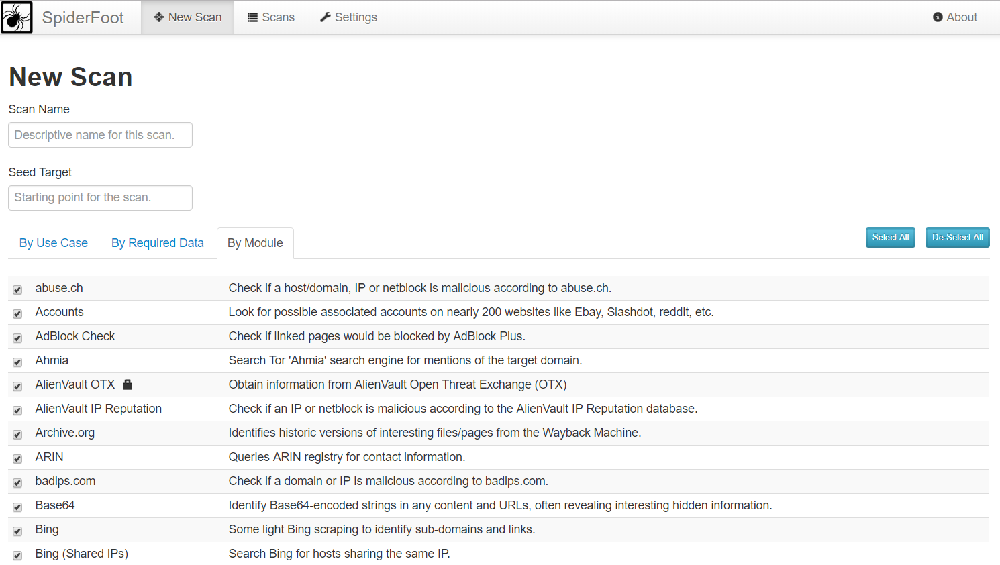 SpiderFoot New Scan Scans Settings About
New Scan
Scan Name
Descriptive name for this scan.
Seed Target
Starting point for the scan.
By Use Case By Required Data By Module Select All De-Select All
abuse.ch Check if a host/domain, IP or netblock is malicious according to abuse.ch.
Accounts Look for possible associated accounts on nearly 200 websites like Ebay, Slashdot, reddit, etc.
AdBlock Check Check if linked pages would be blocked by AdBlock Plus.
Ahmia Search Tor 'Ahmia' search engine for mentions of the target domain.
AlienVault OTX Obtain information from AlienVault Open Threat Exchange (OTX)
AlienVault IP Reputation Check if an IP or netblock is malicious according to the AlienVault IP Reputation database.
Archive.org Identifies historic versions of interesting files/pages from the Wayback Machine.
ARIN Queries ARIN registry for contact information.
badips.com Check if a domain or IP is malicious according to badips.com.
Base64 Identify Base64-encoded strings in any content and URLs, often revealing interesting hidden information.
Bing Some light Bing scraping to identify sub-domains and links.
Bing (Shared IPs) Search Bing for hosts sharing the same IP.